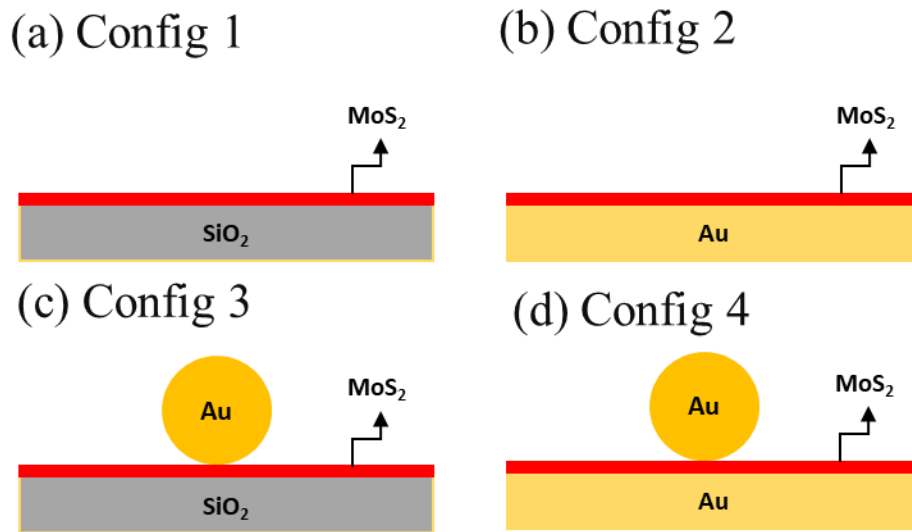 (a) Config 1
MoS₂
SiO₂
(b) Config 2
MoS₂
Au
(c) Config 3
Au
MoS₂
SiO₂
(d) Config 4
Au
MoS₂
Au